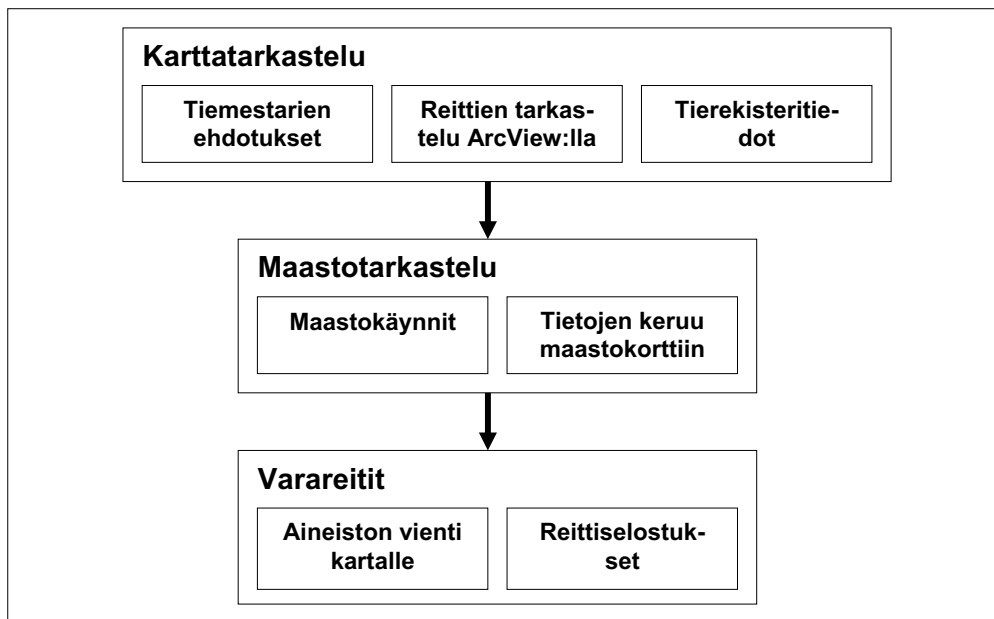 Karttatarkastelu
Tiemestarien
ehdotukset
Reittien tarkas-
telu ArcView:lla
Tierekisteritie-
dot
Maastotarkastelu
Maastokäynnit
Tietojen keruu
maastokorttiin
Varareitit
Aineiston vienti
kartalle
Reittiselostuk-
set